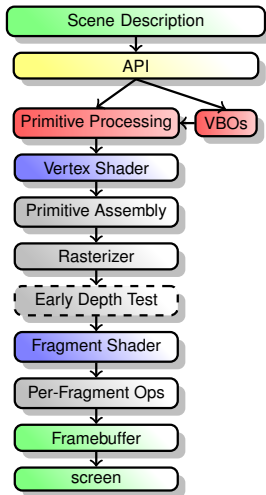 Scene Description
API
Primitive Processing
VBOs
Vertex Shader
Primitive Assembly
Rasterizer
Early Depth Test
Fragment Shader
Per-Fragment Ops
Framebuffer
screen